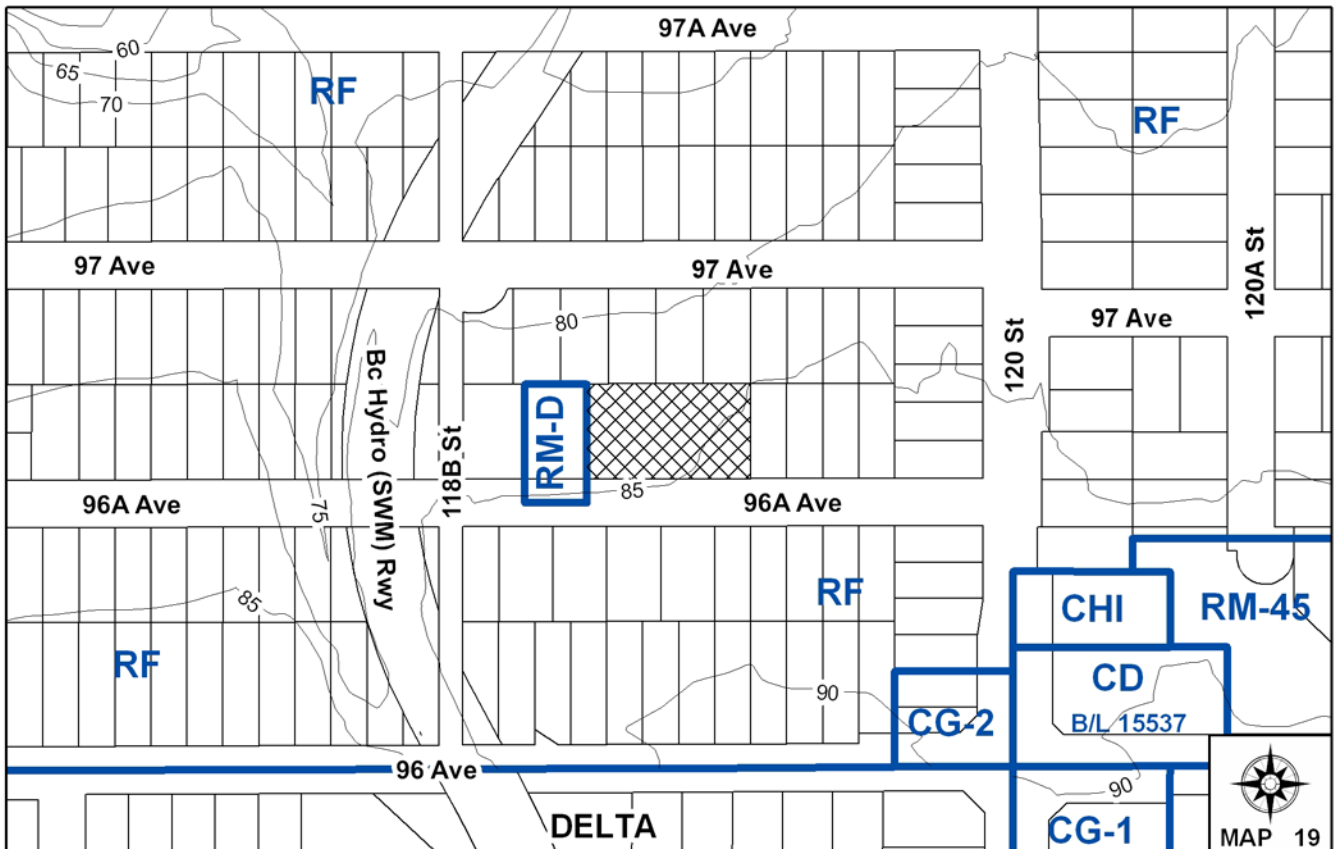 97A Ave
60
65
70
RF
RF
97 Ave
97 Ave
120A St
97 Ave
80
120 St
Bc Hydro (SWM) Rwy
118B St
RM-D
85
96A Ave
96A Ave
75
85
RF
RF
CHI
RM-45
CD
B/L 15537
90
CG-2
96 Ave
90
DELTA
CG-1
MAP 19